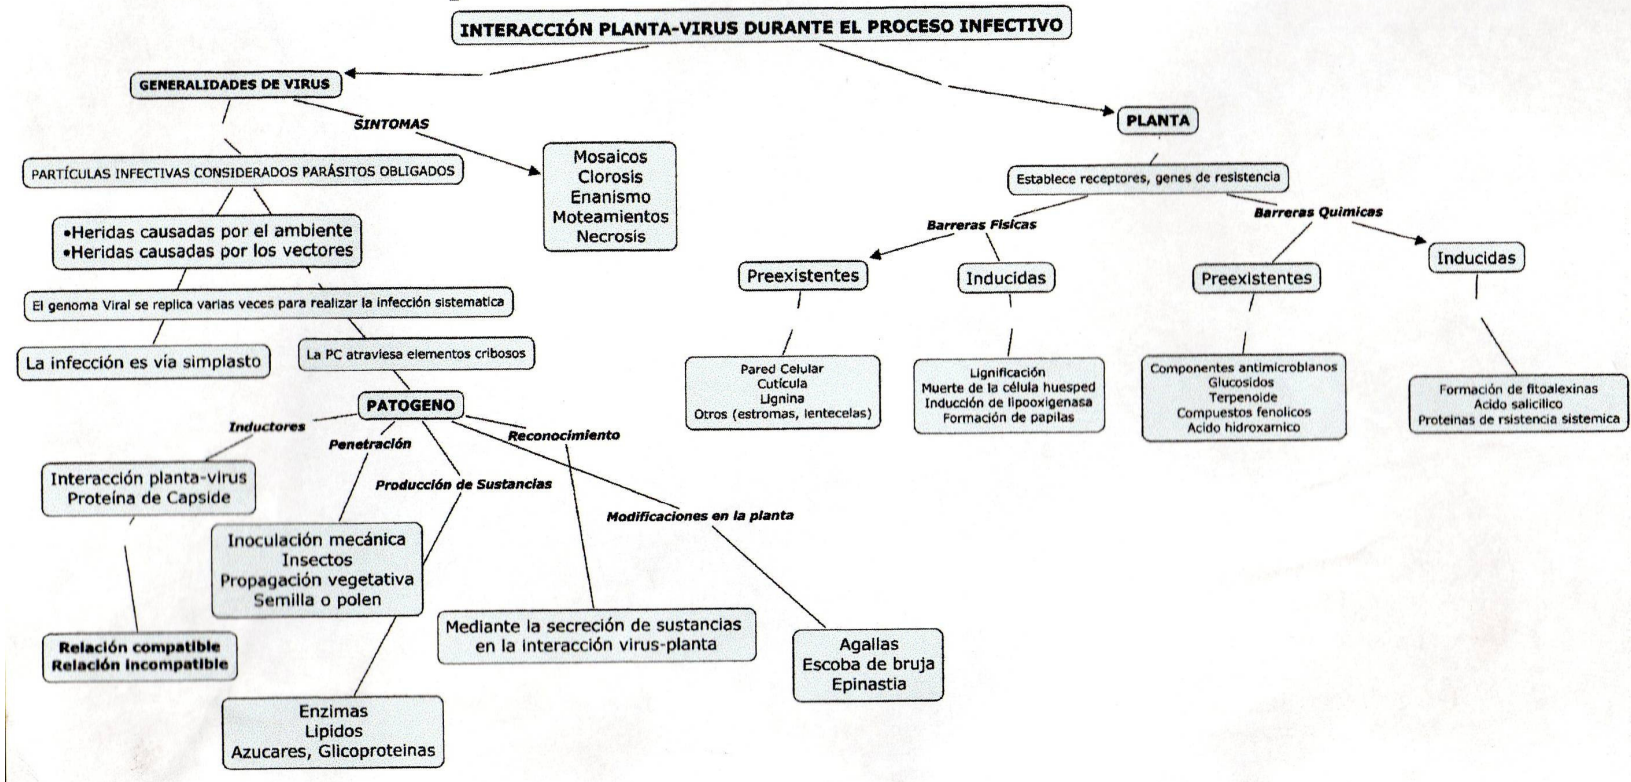 INTERACCIÓN PLANTA-VIRUS DURANTE EL PROCESO INFECTIVO
GENERALIDADES DE VIRUS
SINTOMAS
Mosaicos
Clorosis
Enanismo
Moteamientos
Necrosis
PARTÍCULAS INFECTIVAS CONSIDERADOS PARÁSITOS OBLIGADOS
•Heridas causadas por el ambiente
•Heridas causadas por los vectores
El genoma Viral se replica varias veces para realizar la infección sistematica
La infección es vía simplasto
La PC atraviesa elementos cribosos
PATOGENO
Inductores
Interacción planta-virus
Proteína de Capside
Relación compatible
Relación incompatible
Penetración
Inoculación mecánica
Insectos
Propagación vegetativa
Semilla o polen
Producción de Sustancias
Enzimas
Lipidos
Azucares, Glicoproteinas
Reconocimiento
Mediante la secreción de sustancias
en la interacción virus-planta
Modificaciones en la planta
Agallas
Escoba de bruja
Epinastia
PLANTA
Establece receptores, genes de resistencia
Barreras Fisicas
Preexistentes
Pared Celular
Cutícula
Lignina
Otros (estromas, lentecelas)
Inducidas
Lignificación
Muerte de la célula huesped
Inducción de lipooxigenasa
Formación de papilas
Barreras Quimicas
Preexistentes
Componentes antimicrobianos
Glucosidos
Terpenoide
Compuestos fenolicos
Acido hidroxamico
Inducidas
Formación de fitoalexinas
Acido salicilico
Proteinas de rsistencia sistemica